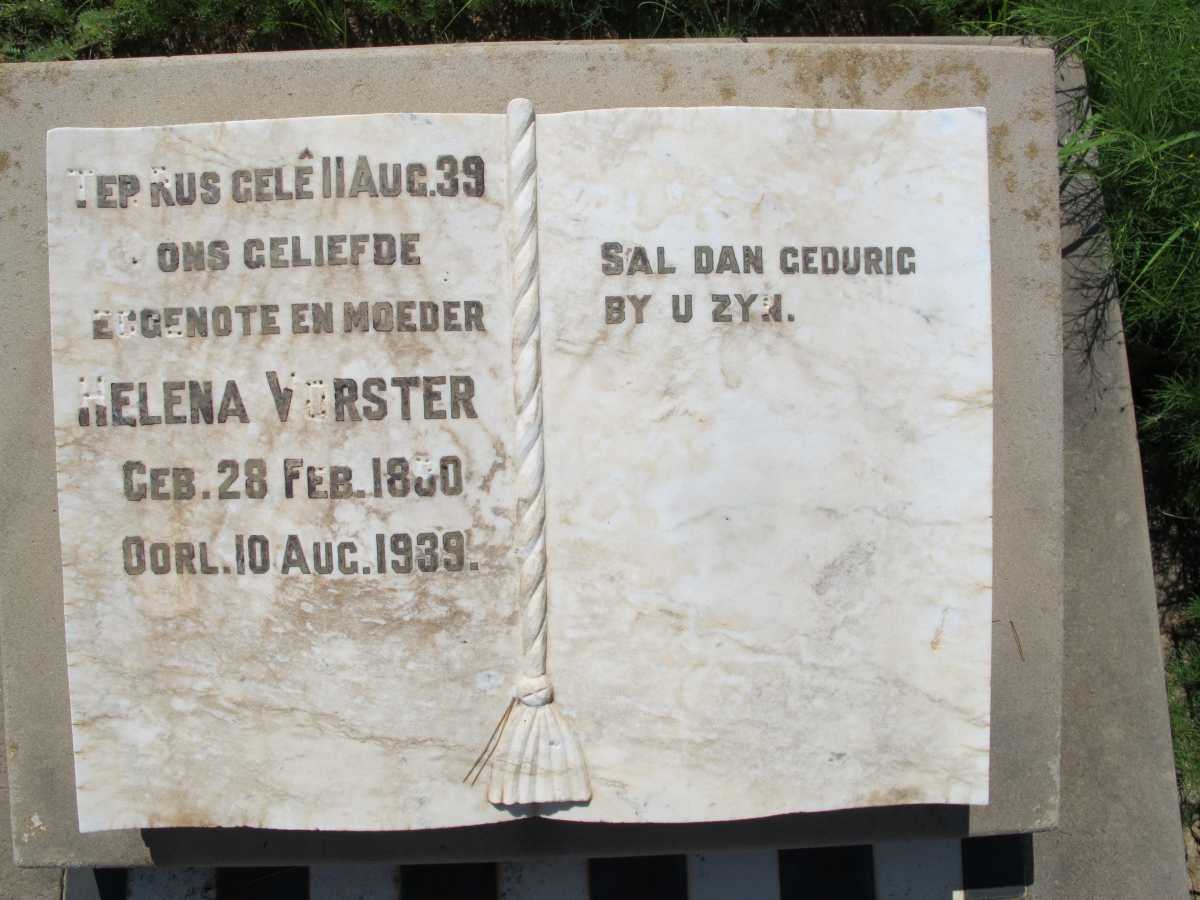 TER RUS GELÊ 11 AUG. 39
ONS GELIEFDE
EGGENOTE EN MOEDER
HELENA VORSTER
GEB. 28 FEB. 1880
OORL. 10 AUG. 1939.
SAL DAN GEDURIG
BY U ZYN.